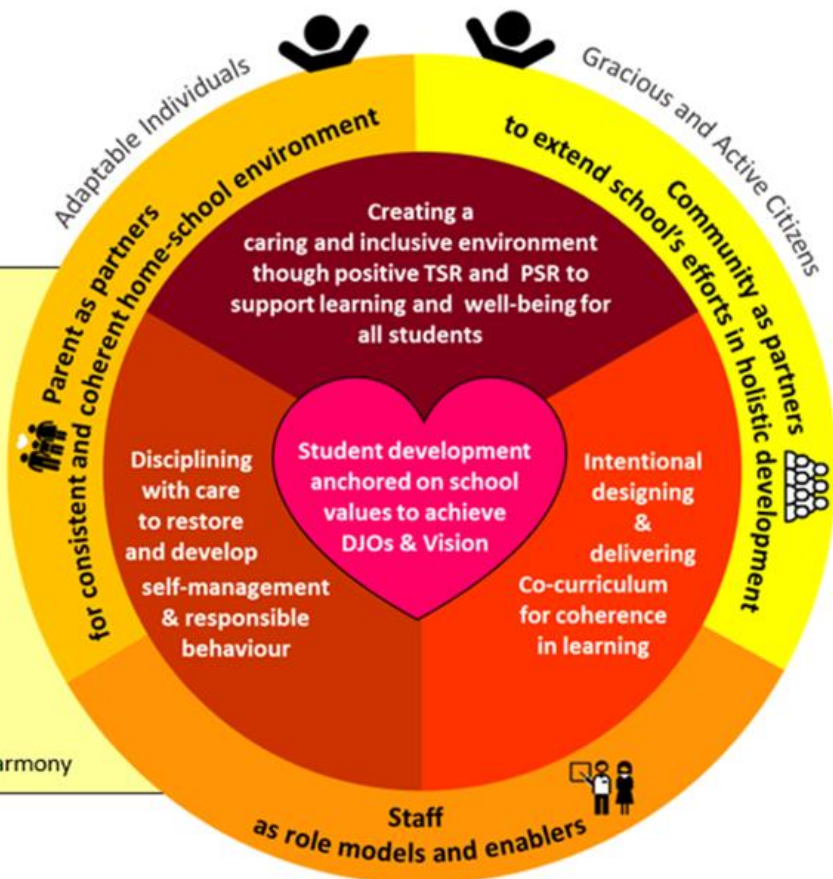 Adaptable Individuals
Gracious and Active Citizens
Parent as partners
for consistent and coherent home-school environment
Community as partners
to extend school's efforts in holistic development
Creating a
caring and inclusive environment
though positive TSR and PSR to
support learning and well-being for
all students
Disciplining
with care
to restore
and develop
self-management
& responsible
behaviour
Student development
anchored on school
values to achieve
DJOs & Vision
Intentional
designing
&
delivering
Co-curriculum
for coherence
in learning
Staff
as role models and enablers